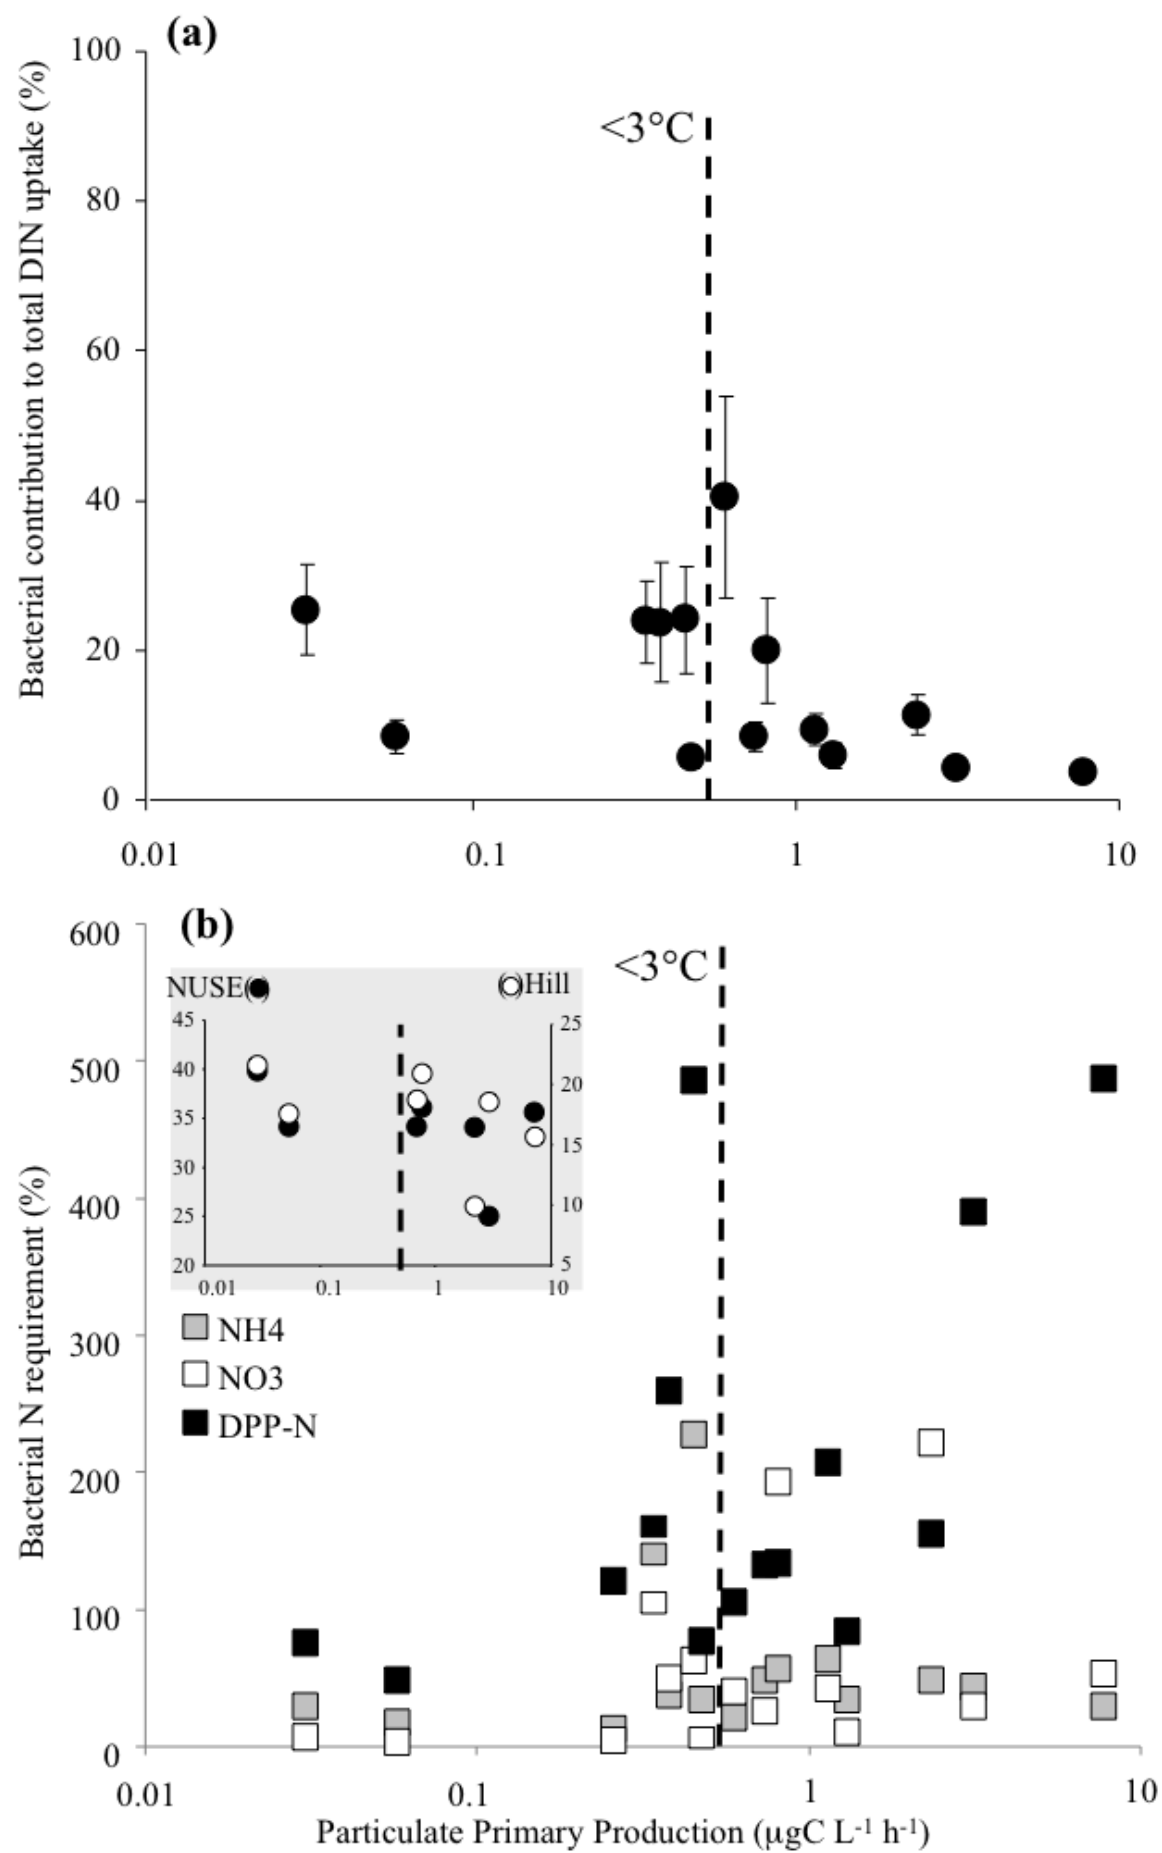 (a)
Bacterial contribution to total DIN uptake (%)
100
80
60
40
20
0
<3°C
0.01 0.1 1 10
(b)
Bacterial N requirement (%)
600
500
400
300
200
100
0
<3°C
NUSE() ()Hill
45
40
35
30
25
20
25
20
15
10
5
0.01 0.1 1 10
NH4
NO3
DPP-N
0.01 0.1 1 10
Particulate Primary Production (µgC L⁻¹ h⁻¹)